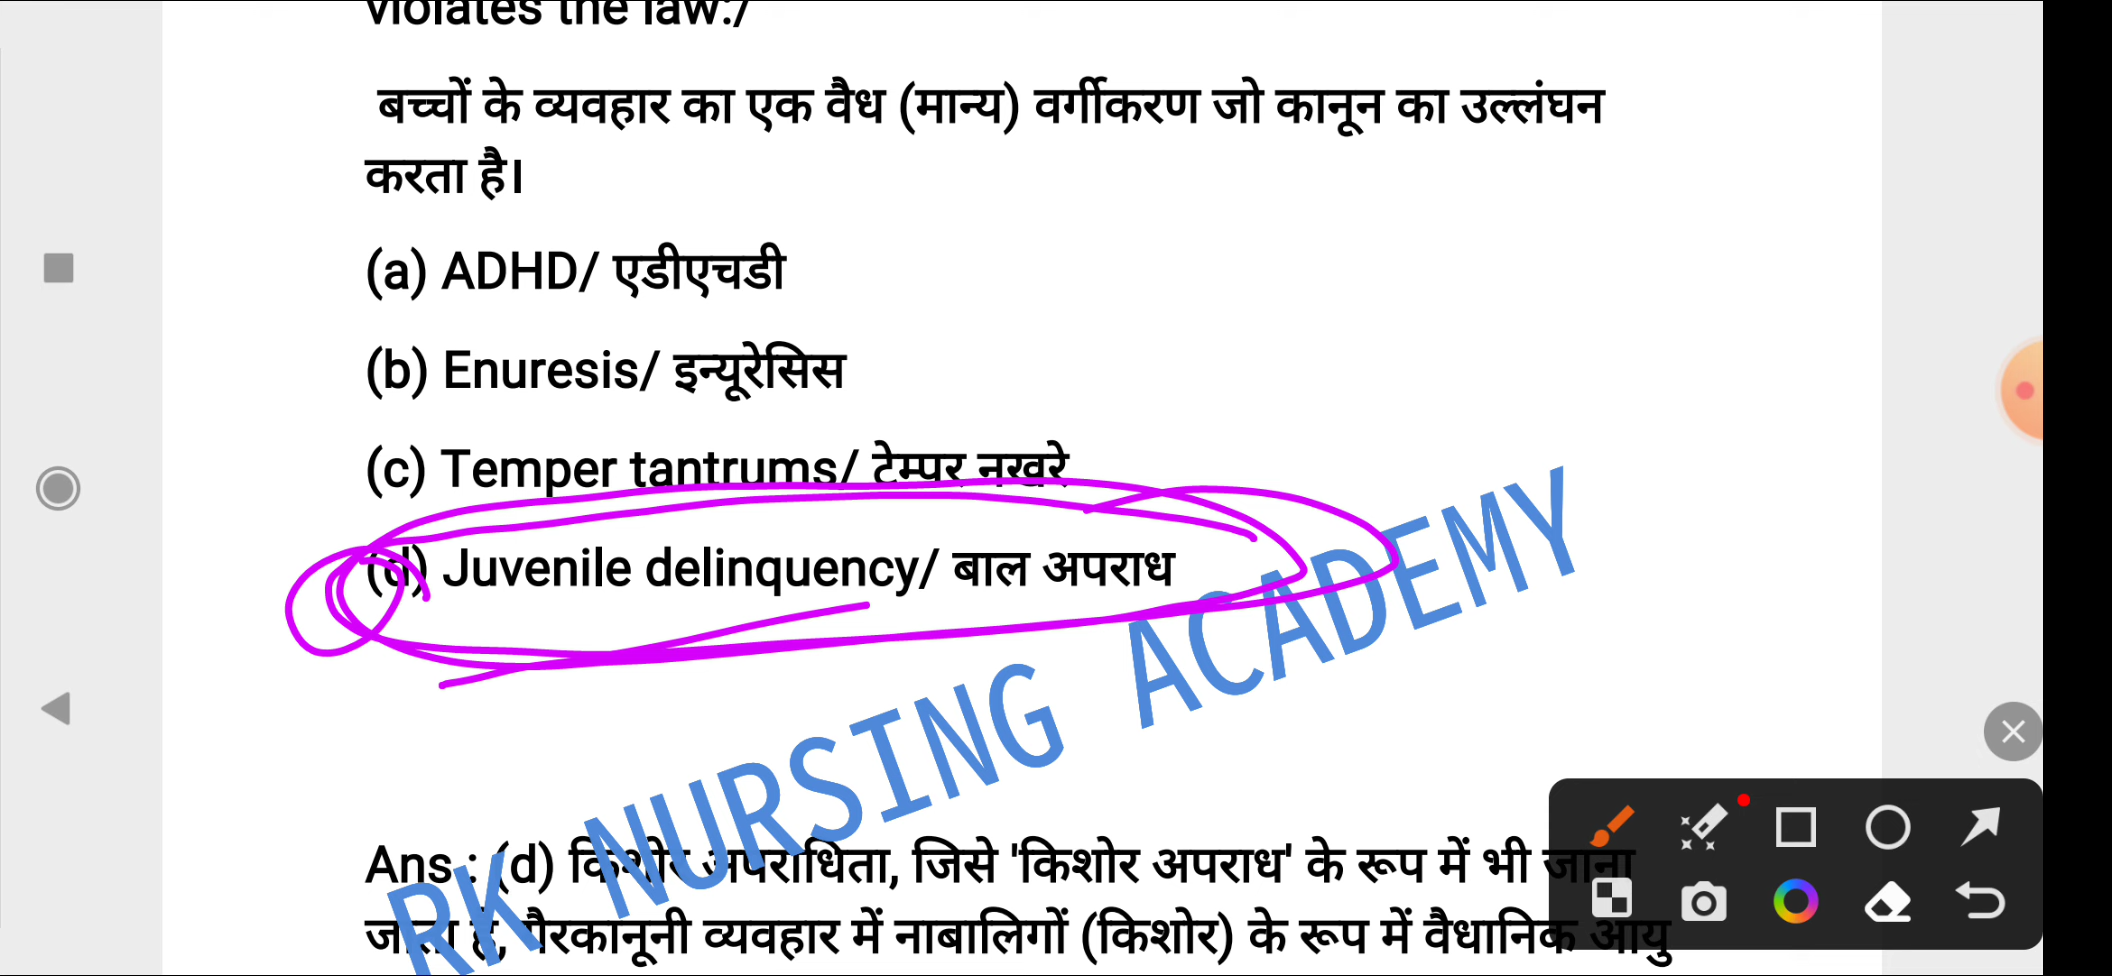 violates the law:/
बच्चों के व्यवहार का एक वैध (मान्य) वर्गीकरण जो कानून का उल्लंघन
करता है।
(a) ADHD/ एडीएचडी
(b) Enuresis/ इन्यूरेसिस
(c) Temper tantrums/ टेम्पर नखरे
(d) Juvenile delinquency/ बाल अपराध
RK NURSING ACADEMY
Ans : (d) किशोर अपराधिता, जिसे 'किशोर अपराध' के रूप में भी जाना
जाता है, गैरकानूनी व्यवहार में नाबालिगों (किशोर) के रूप में वैधानिक आयु